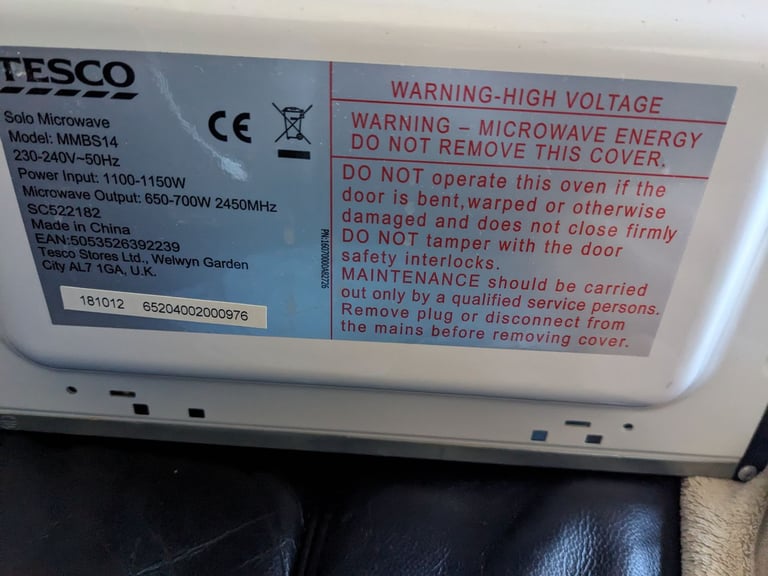 TESCO
Solo Microwave
Model: MMBS14
230-240V~50Hz
Power Input: 1100-1150W
Microwave Output: 650-700W 2450MHz
SC522182
Made in China
EAN:5053526392239
Tesco Stores Ltd., Welwyn Garden
City AL7 1GA, U.K.
181012 65204002000976
CE
WARNING-HIGH VOLTAGE
WARNING – MICROWAVE ENERGY
DO NOT REMOVE THIS COVER.
DO NOT operate this oven if the
door is bent,warped or otherwise
damaged and does not close firmly
DO NOT tamper with the door
safety interlocks.
MAINTENANCE should be carried
out only by a qualified service persons.
Remove plug or disconnect from
the mains before removing cover.